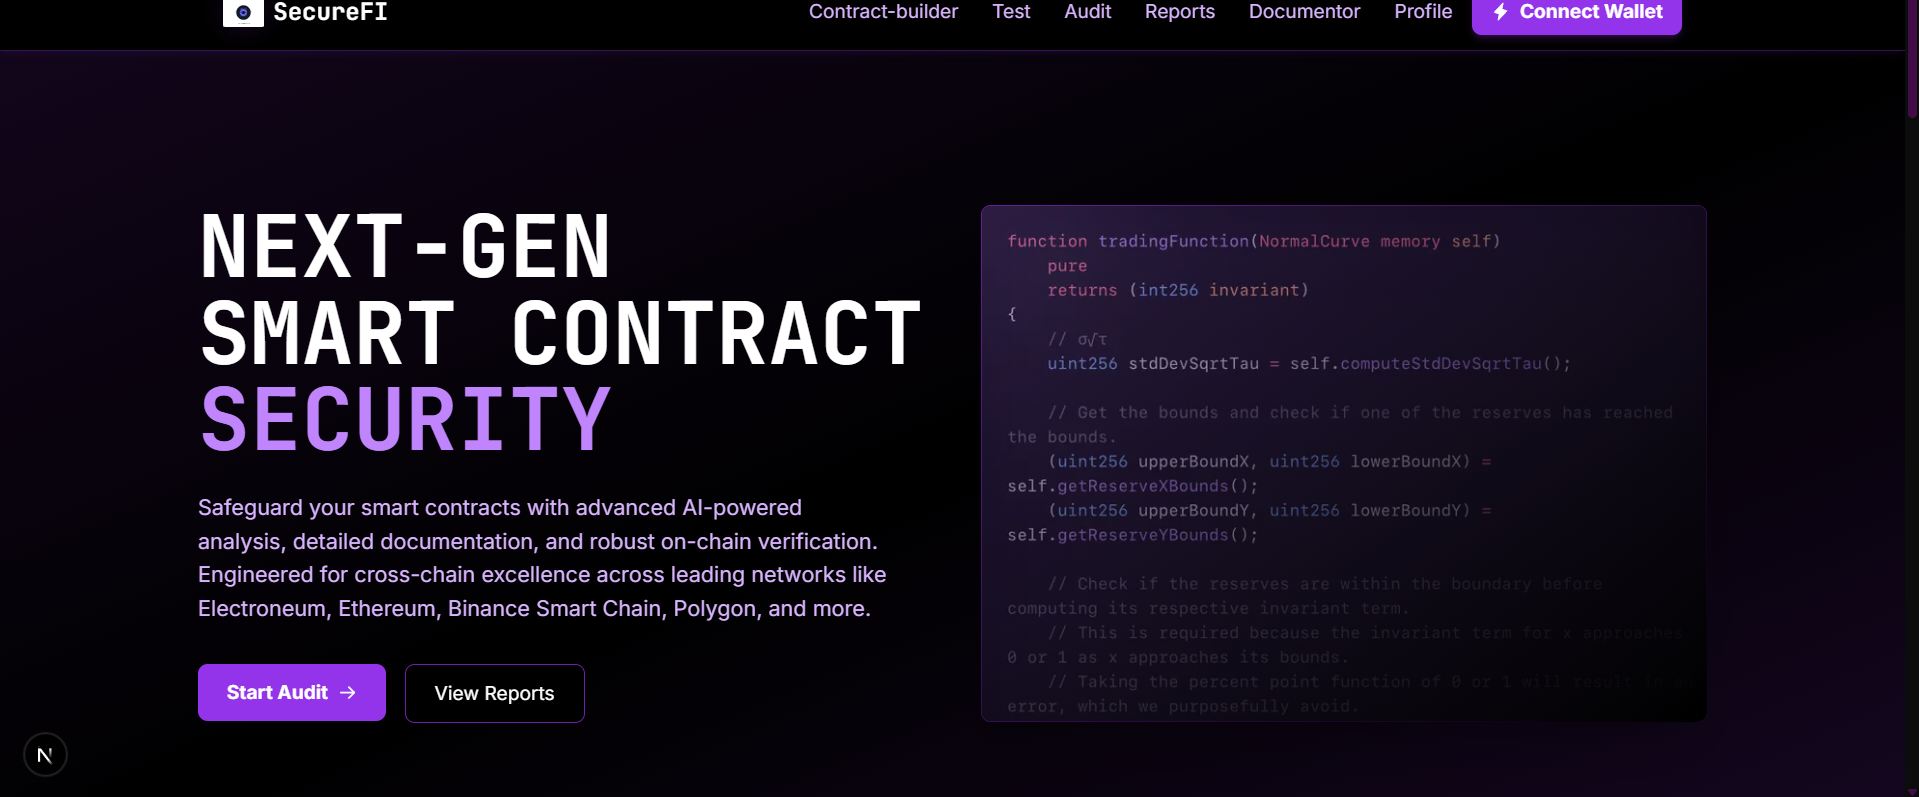 SecureFI
Contract-builder
Test
Audit
Reports
Documentor
Profile
Connect Wallet
NEXT-GEN
SMART CONTRACT
SECURITY
Safeguard your smart contracts with advanced AI-powered
analysis, detailed documentation, and robust on-chain verification.
Engineered for cross-chain excellence across leading networks like
Electroneum, Ethereum, Binance Smart Chain, Polygon, and more.
Start Audit →
View Reports
function tradingFunction(NormalCurve memory self)
pure
returns (int256 invariant)
{
// σ√τ
uint256 stdDevSqrtTau = self.computeStdDevSqrtTau();
// Get the bounds and check if one of the reserves has reached
the bounds.
(uint256 upperBoundX, uint256 lowerBoundX) =
self.getReserveXBounds();
(uint256 upperBoundY, uint256 lowerBoundY) =
self.getReserveYBounds();
// Check if the reserves are within the boundary before
computing its respective invariant term.
// This is required because the invariant term for x approaches
0 or 1 as x approaches its bounds.
// Taking the percent point function of 0 or 1 will result in
error, which we purposefully avoid.
N